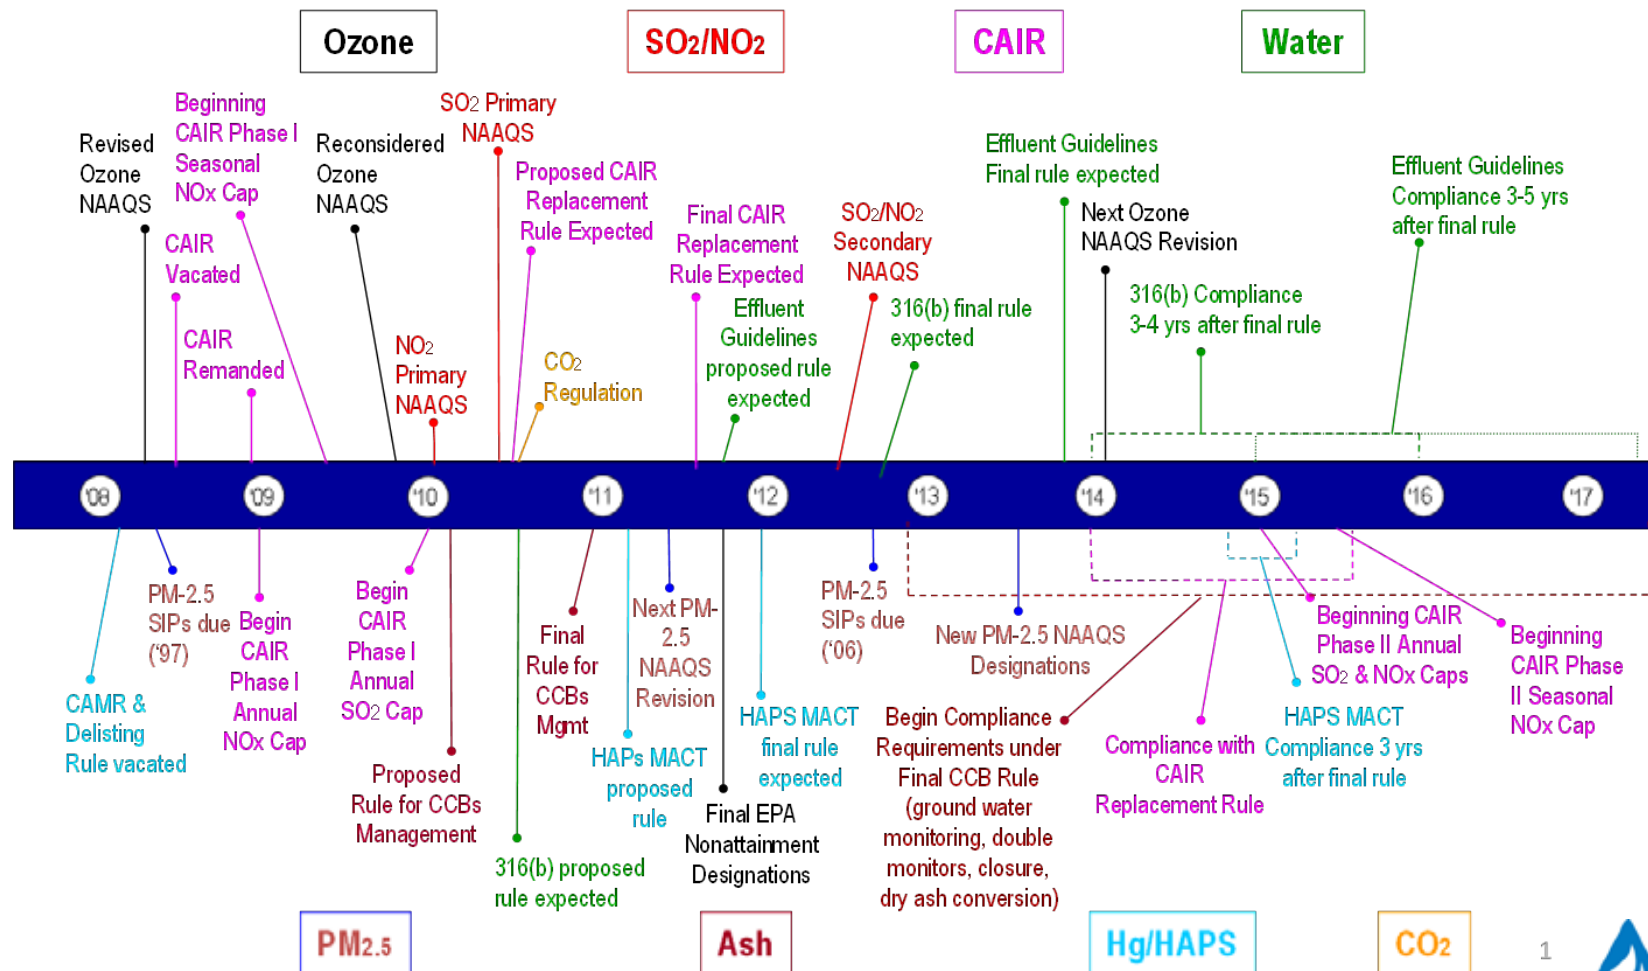 Ozone
SO2/NO2
CAIR
Water
Revised
Ozone
NAAQS
Beginning
CAIR Phase I
Seasonal
NOx Cap
CAIR
Vacated
CAIR
Remanded
Reconsidered
Ozone
NAAQS
NO2
Primary
NAAQS
SO2 Primary
NAAQS
Proposed CAIR
Replacement
Rule Expected
CO2
Regulation
Final CAIR
Replacement
Rule Expected
Effluent
Guidelines
proposed rule
expected
SO2/NO2
Secondary
NAAQS
316(b) final rule
expected
Effluent Guidelines
Final rule expected
Next Ozone
NAAQS Revision
316(b) Compliance
3-4 yrs after final rule
Effluent Guidelines
Compliance 3-5 yrs
after final rule
'08
'09
'10
'11
'12
'13
'14
'15
'16
'17
CAMR &
Delisting
Rule vacated
PM-2.5
SIPs due
('97)
Begin
CAIR
Phase I
Annual
NOx Cap
Begin
CAIR
Phase I
Annual
SO2 Cap
Proposed
Rule for CCBs
Management
316(b) proposed
rule expected
Final
Rule for
CCBs
Mgmt
HAPs MACT
proposed
rule
Next PM-
2.5
NAAQS
Revision
Final EPA
Nonattainment
Designations
HAPS MACT
final rule
expected
PM-2.5
SIPs due
('06)
New PM-2.5 NAAQS
Designations
Begin Compliance
Requirements under
Final CCB Rule
(ground water
monitoring, double
monitors, closure,
dry ash conversion)
Compliance with
CAIR
Replacement Rule
Beginning CAIR
Phase II Annual
SO2 & NOx Caps
HAPS MACT
Compliance 3 yrs
after final rule
Beginning
CAIR Phase
II Seasonal
NOx Cap
PM2.5
Ash
Hg/HAPS
CO2
1